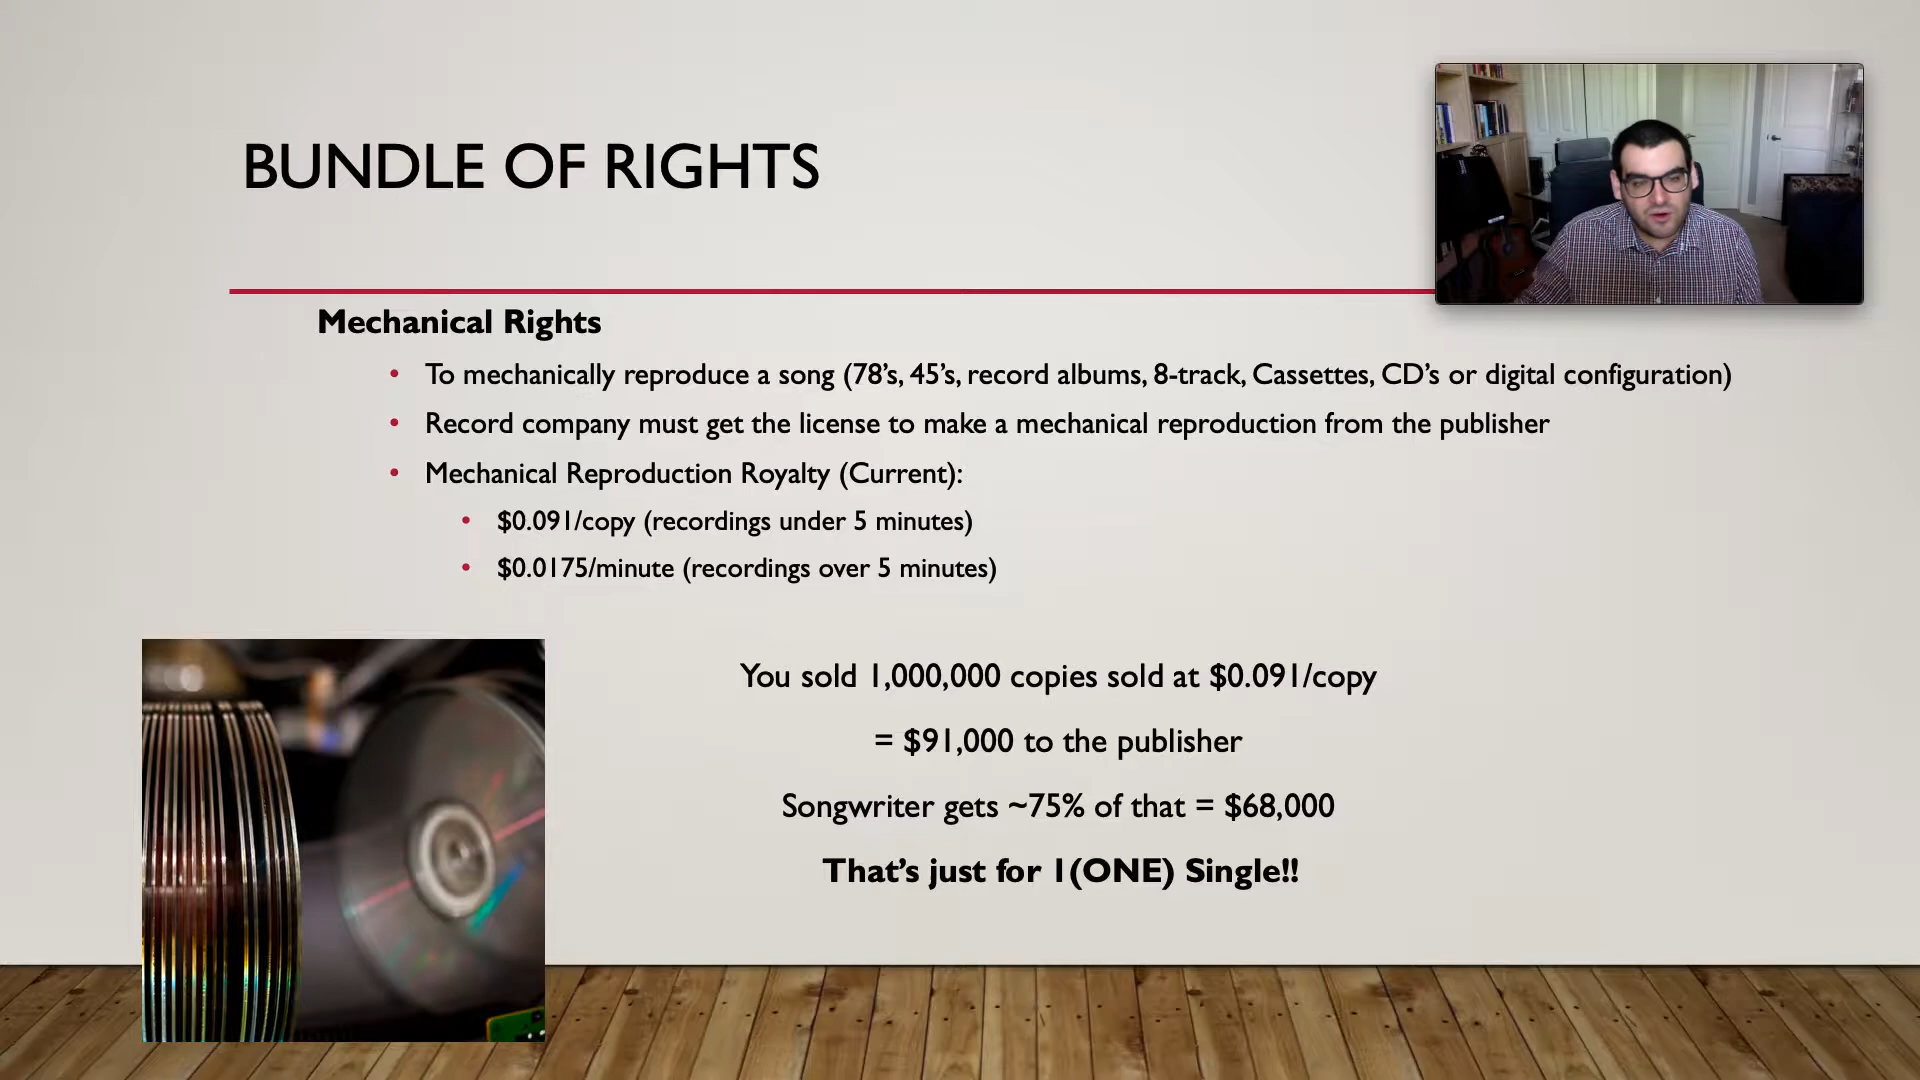 BUNDLE OF RIGHTS
Mechanical Rights
• To mechanically reproduce a song (78’s, 45’s, record albums, 8-track, Cassettes, CD’s or digital configuration)
• Record company must get the license to make a mechanical reproduction from the publisher
• Mechanical Reproduction Royalty (Current):
• $0.091/copy (recordings under 5 minutes)
• $0.0175/minute (recordings over 5 minutes)
You sold 1,000,000 copies sold at $0.091/copy
= $91,000 to the publisher
Songwriter gets ~75% of that = $68,000
That’s just for 1(ONE) Single!!